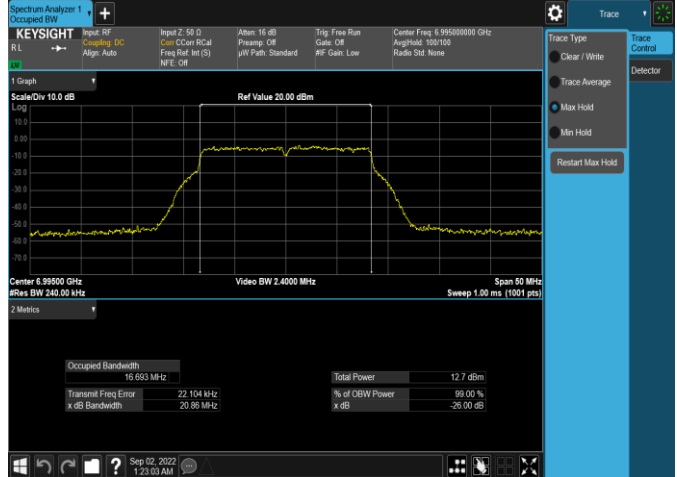 Spectrum Analyzer 1
Occupied BW
Trace
KEYSIGHT
Input: RF
Input Z: 50 Ω
Atten: 16 dB
Trig: Free Run
Center Freq: 6.995000000 GHz
R L
Coupling: DC
Corr CCorr RCal
Preamp: Off
Gate: Off
Avg|Hold: 100/100
Align: Auto
Freq Ref: Int (S)
µW Path: Standard
#IF Gain: Low
Radio Std: None
NFE: Off
Trace Type
Clear / Write
Trace Average
Max Hold
Min Hold
Restart Max Hold
Trace
Control
Detector
1 Graph
Scale/Div 10.0 dB
Ref Value 20.00 dBm
Log
10.0
0.00
-10.0
-20.0
-30.0
-40.0
-50.0
-60.0
-70.0
Center 6.99500 GHz
Video BW 2.4000 MHz
Span 50 MHz
#Res BW 240.00 kHz
Sweep 1.00 ms (1001 pts)
2 Metrics
Occupied Bandwidth
16.693 MHz
Total Power
12.7 dBm
Transmit Freq Error
22.104 kHz
% of OBW Power
99.00 %
x dB Bandwidth
20.86 MHz
x dB
-26.00 dB
Sep 02, 2022
1:23:03 AM